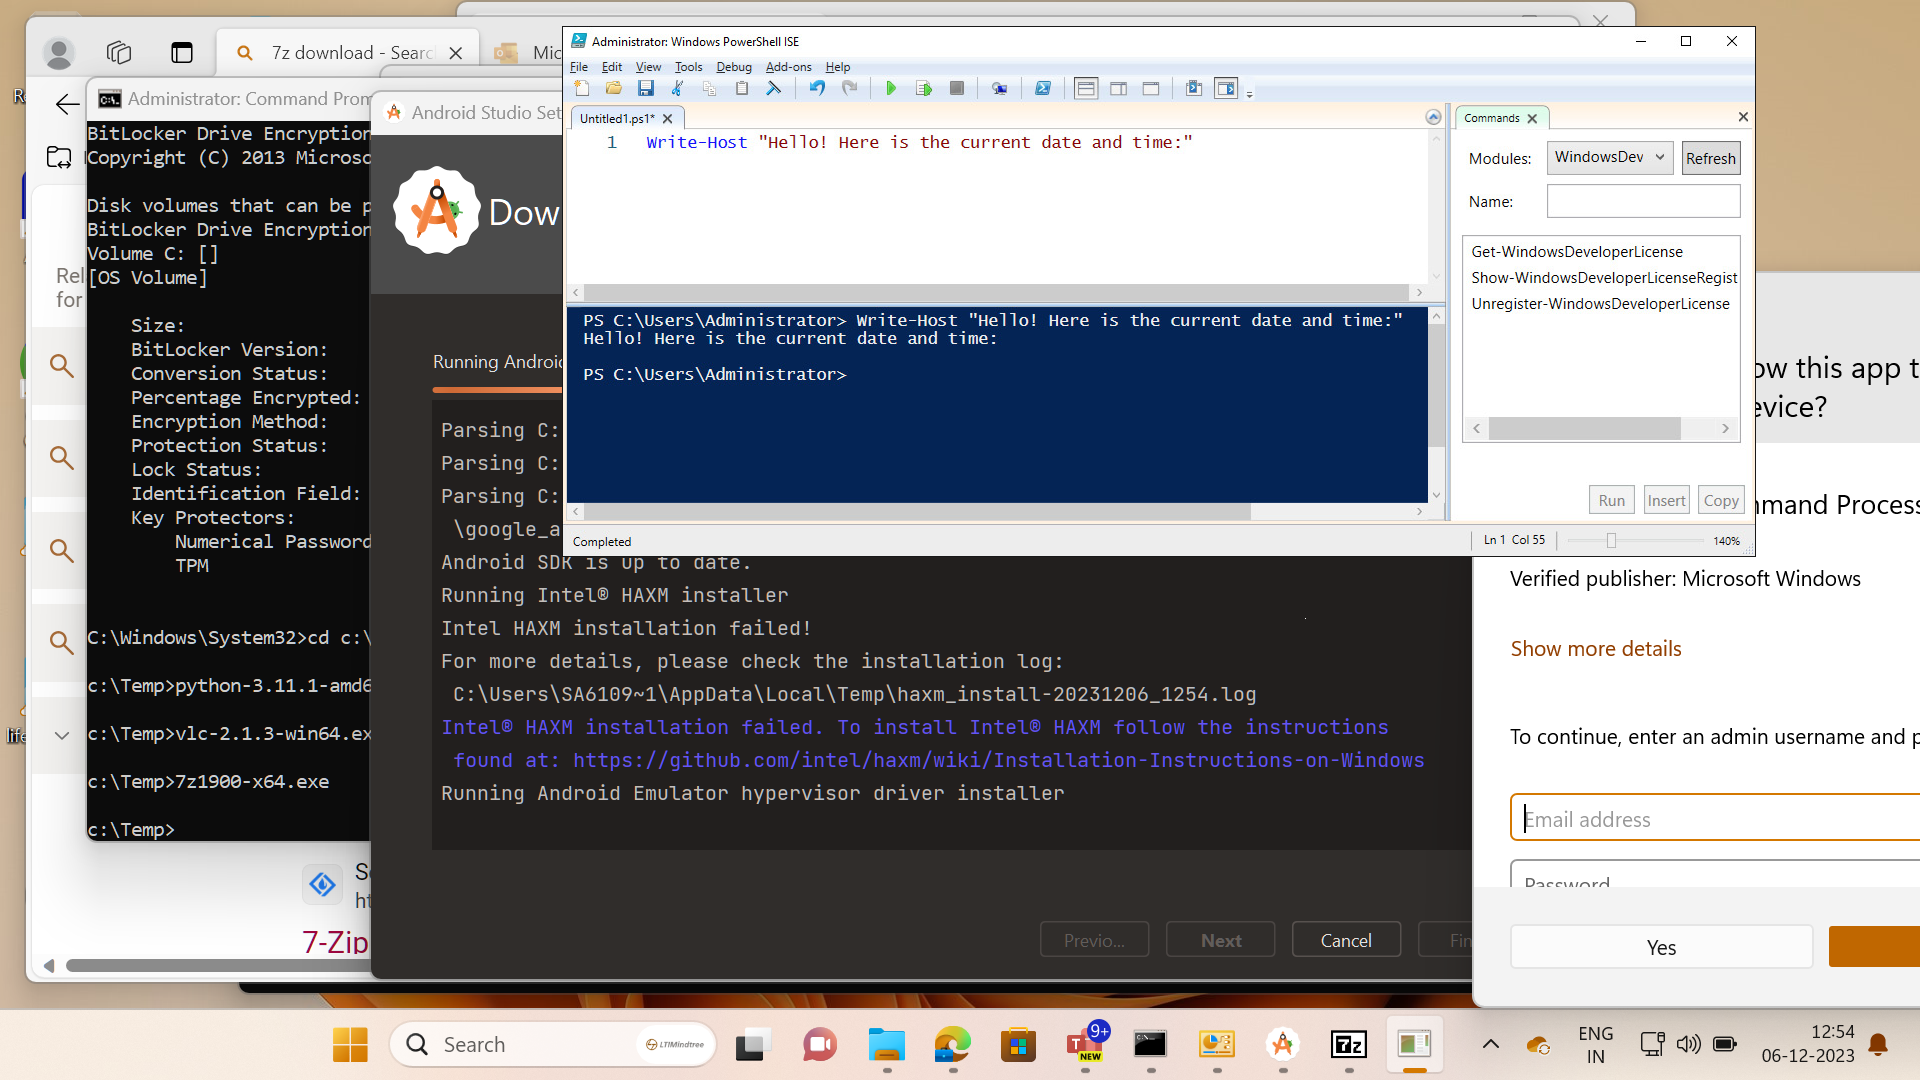 7z download - Searc
Mic
Administrator: Command Prom
BitLocker Drive Encryption
Copyright (C) 2013 Microso
Disk volumes that can be p
BitLocker Drive Encryption
Volume C: []
[OS Volume]
Size:
BitLocker Version:
Conversion Status:
Percentage Encrypted:
Encryption Method:
Protection Status:
Lock Status:
Identification Field:
Key Protectors:
Numerical Password
TPM
C:\Windows\System32>cd c:\
c:\Temp>python-3.11.1-amd6
c:\Temp>vlc-2.1.3-win64.ex
c:\Temp>7z1900-x64.exe
c:\Temp>
Rel
for
life
7-Zip
Android Studio Set
Dow
Running Androi
Parsing C:
Parsing C:
Parsing C:
\google_a
Android SDK is up to date.
Running Intel® HAXM installer
Intel HAXM installation failed!
For more details, please check the installation log:
C:\Users\SA6109~1\AppData\Local\Temp\haxm_install-20231206_1254.log
Intel® HAXM installation failed. To install Intel® HAXM follow the instructions
found at: https://github.com/intel/haxm/wiki/Installation-Instructions-on-Windows
Running Android Emulator hypervisor driver installer
Previo...
Next
Cancel
Fin
Administrator: Windows PowerShell ISE
File Edit View Tools Debug Add-ons Help
Untitled1.ps1*
1 Write-Host "Hello! Here is the current date and time:"
PS C:\Users\Administrator> Write-Host "Hello! Here is the current date and time:"
Hello! Here is the current date and time:
PS C:\Users\Administrator>
Completed
Ln 1 Col 55
140%
Commands
Modules:
WindowsDev
Refresh
Name:
Get-WindowsDeveloperLicense
Show-WindowsDeveloperLicenseRegist
Unregister-WindowsDeveloperLicense
Run
Insert
Copy
ow this app t
evice?
mmand Process
Verified publisher: Microsoft Windows
Show more details
To continue, enter an admin username and p
Email address
Password
Yes
Search
LTIMindtree
9+
NEW
7z
ENG
IN
12:54
06-12-2023